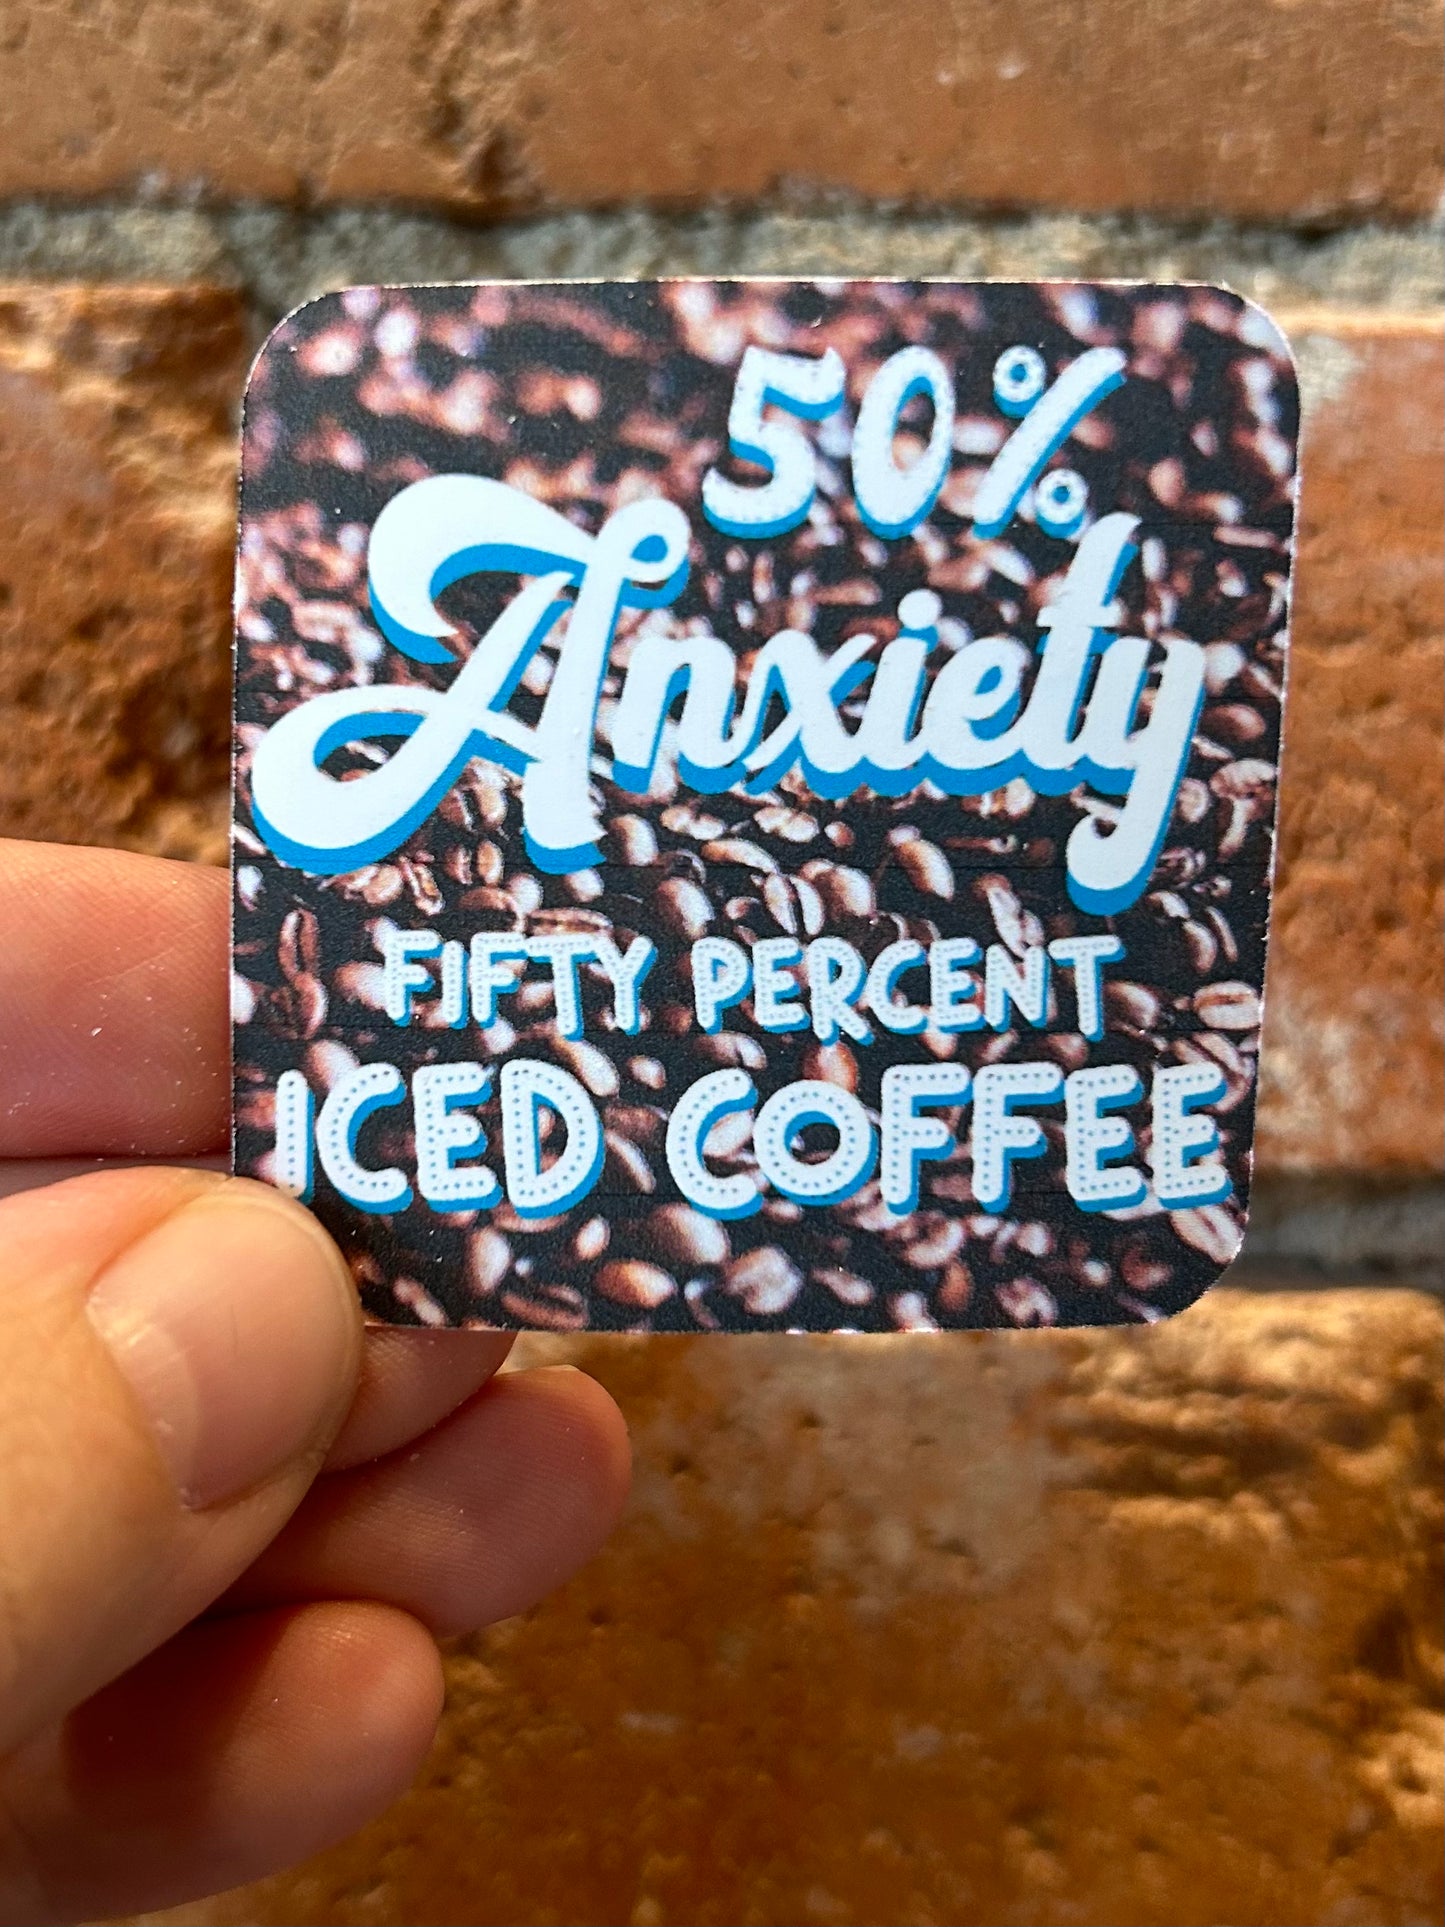 50%
Anxiety
FIFTY PERCENT
ICED COFFEE